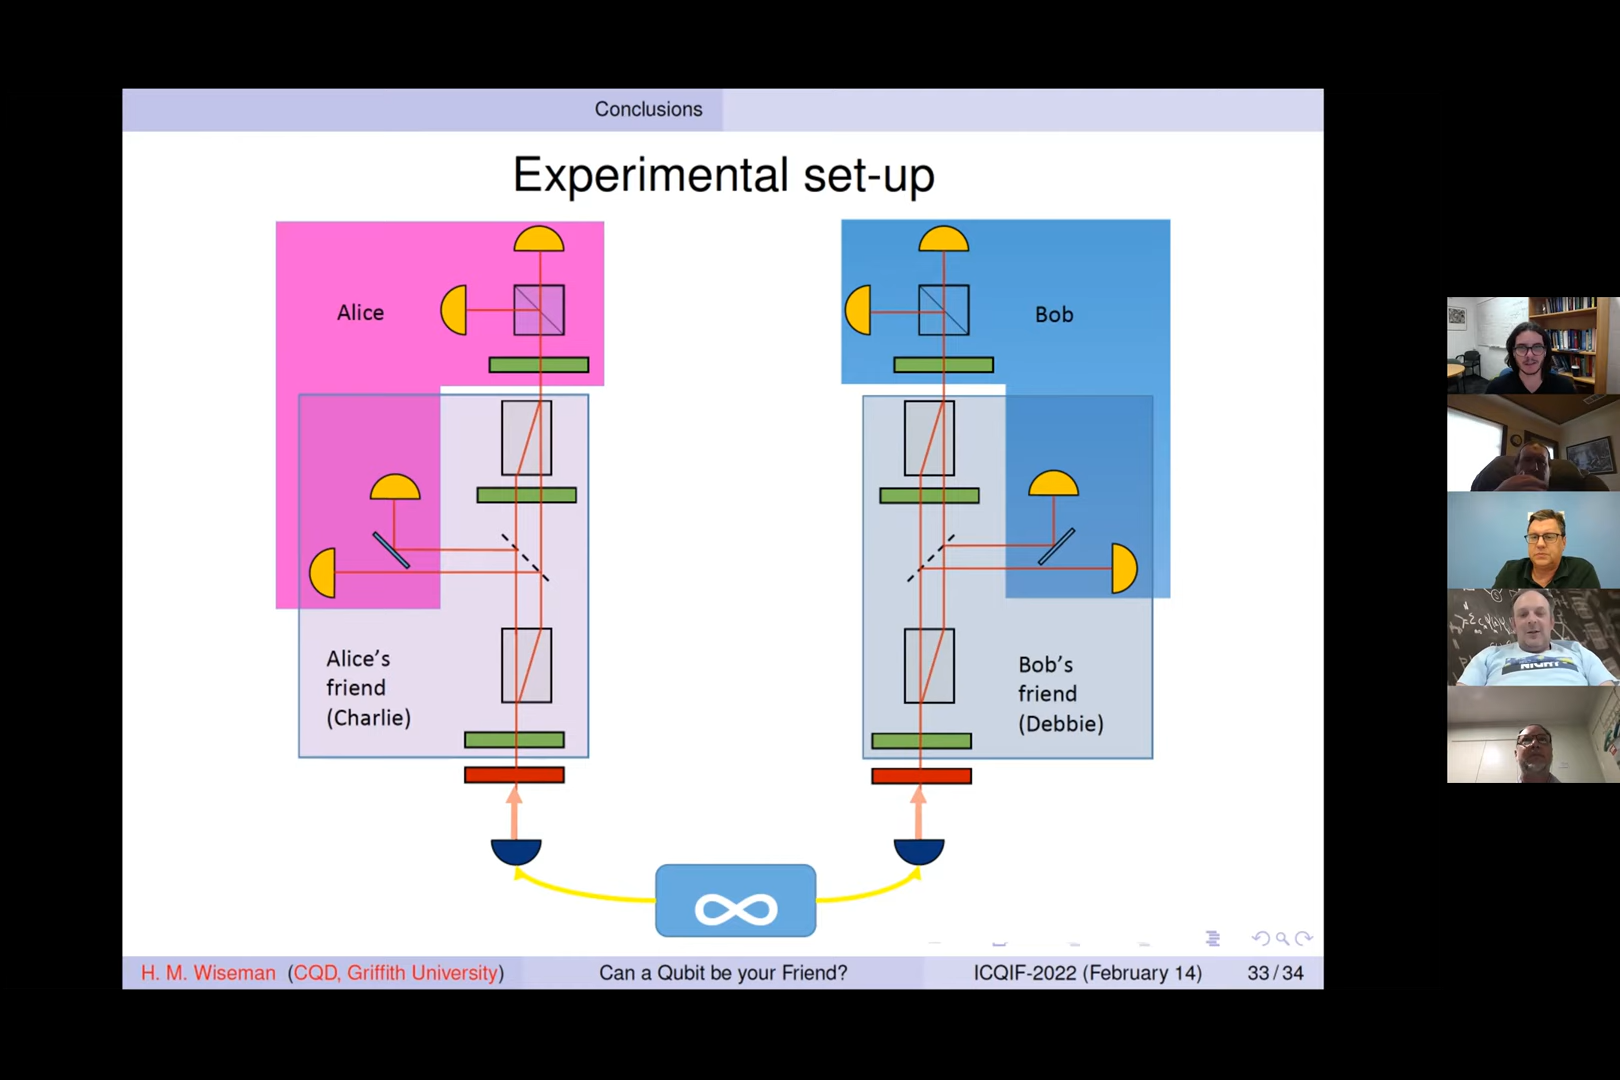 Conclusions
Experimental set-up
Alice
Bob
Alice's
friend
(Charlie)
Bob's
friend
(Debbie)
∞
H. M. Wiseman (CQD, Griffith University)
Can a Qubit be your Friend?
ICQIF-2022 (February 14)
33 / 34